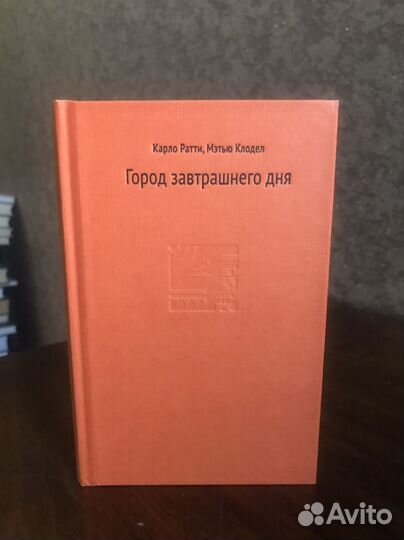 Карло Ратти, Мэтью Клодел
Город завтрашнего дня
Avito